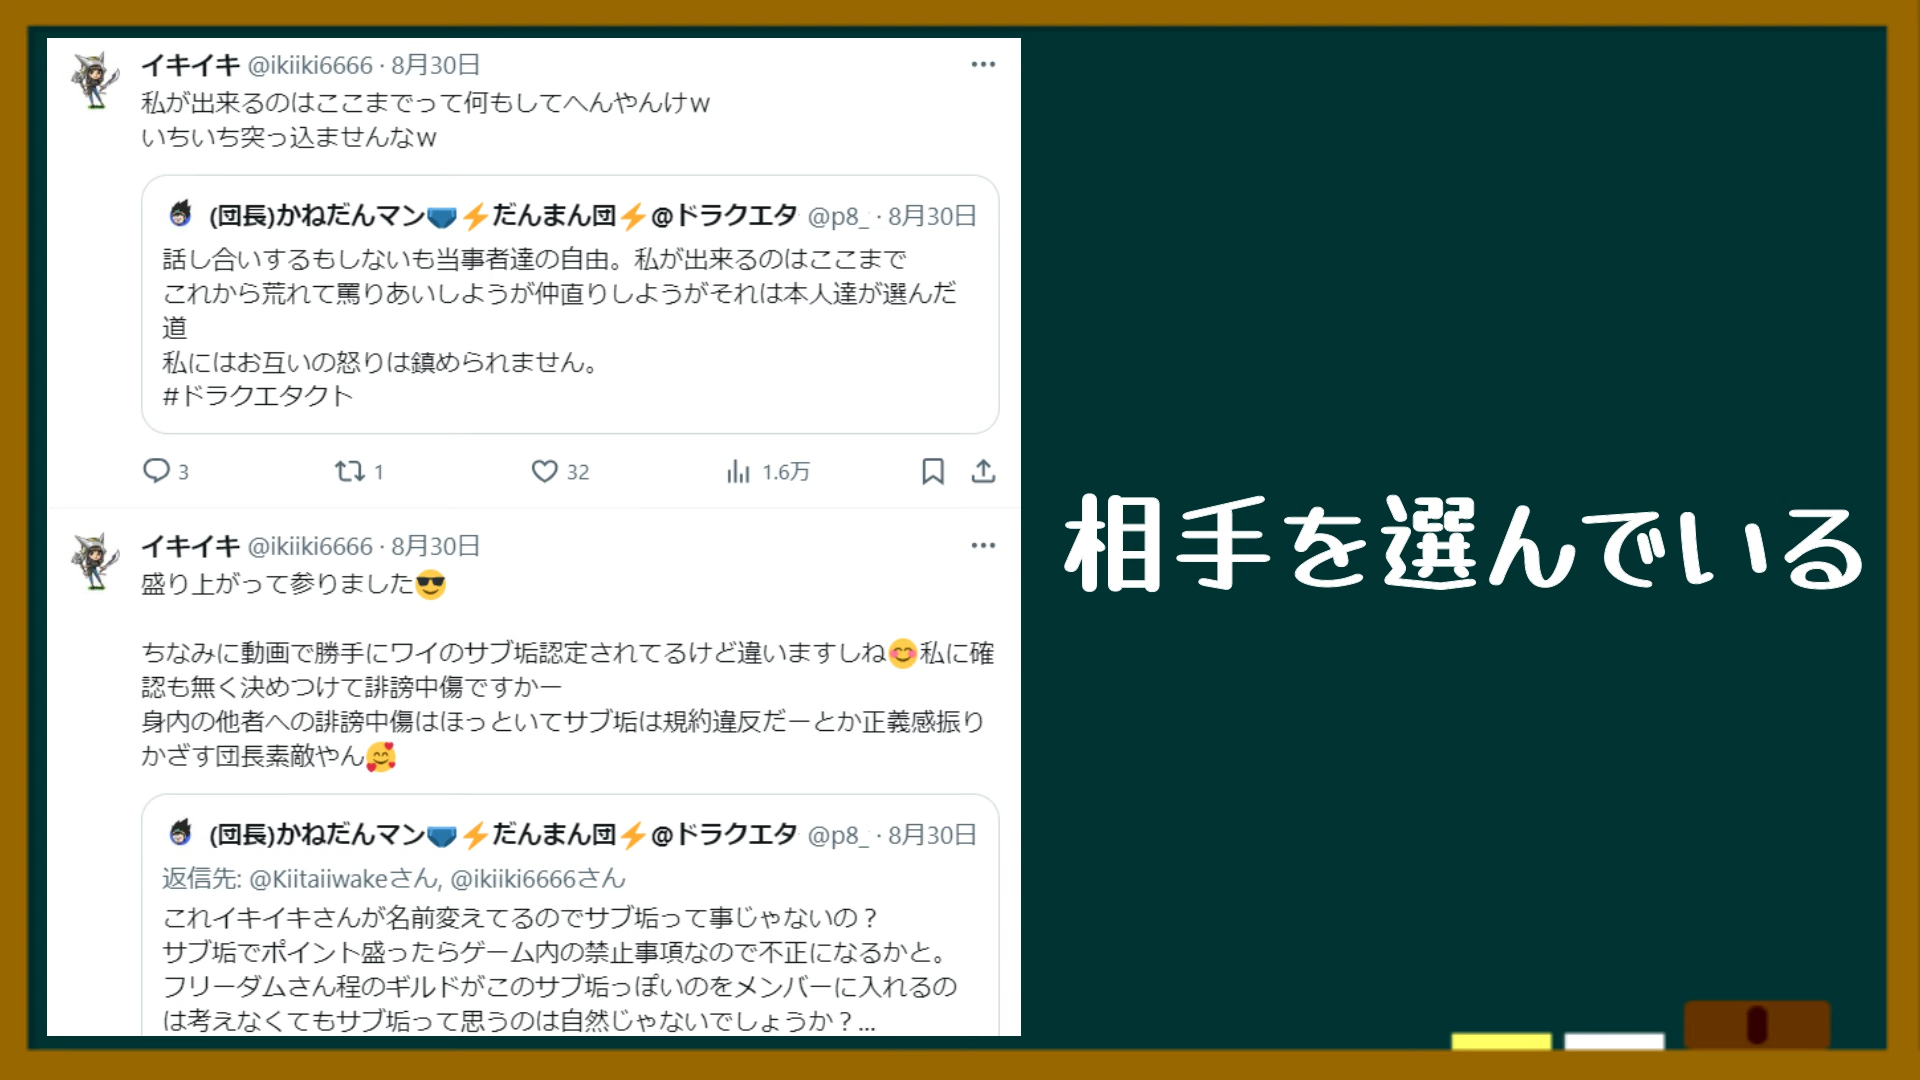 イキイキ @ikiiki6666 · 8月30日
私が出来るのはここまでって何もしてへんやんけw
いちいち突っ込ませんなw
(団長)かねだんマン🩲⚡だんまん団⚡@ドラクエタ @p8_ · 8月30日
話し合いするもしないも当事者達の自由。私が出来るのはここまで
これから荒れて罵りあいしようが仲直りしようがそれは本人達が選んだ
道
私にはお互いの怒りは鎮められません。
#ドラクエタクト
3 1 32 1.6万
イキイキ @ikiiki6666 · 8月30日
盛り上がって参りました😎
ちなみに動画で勝手にワイのサブ垢認定されてるけど違いますしね😊私に確
認も無く決めつけて誹謗中傷ですかー
身内の他者への誹謗中傷はほっといてサブ垢は規約違反だーとか正義感振り
かざす団長素敵やん🥰
(団長)かねだんマン🩲⚡だんまん団⚡@ドラクエタ @p8_ · 8月30日
返信先: @Kiitaiiwakeさん, @ikiiki6666さん
これイキイキさんが名前変えてるのでサブ垢って事じゃないの？
サブ垢でポイント盛ったらゲーム内の禁止事項なので不正になるかと。
フリーダムさん程のギルドがこのサブ垢っぽいのをメンバーに入れるの
は考えなくてもサブ垢って思うのは自然じゃないでしょうか？...
相手を選んでいる